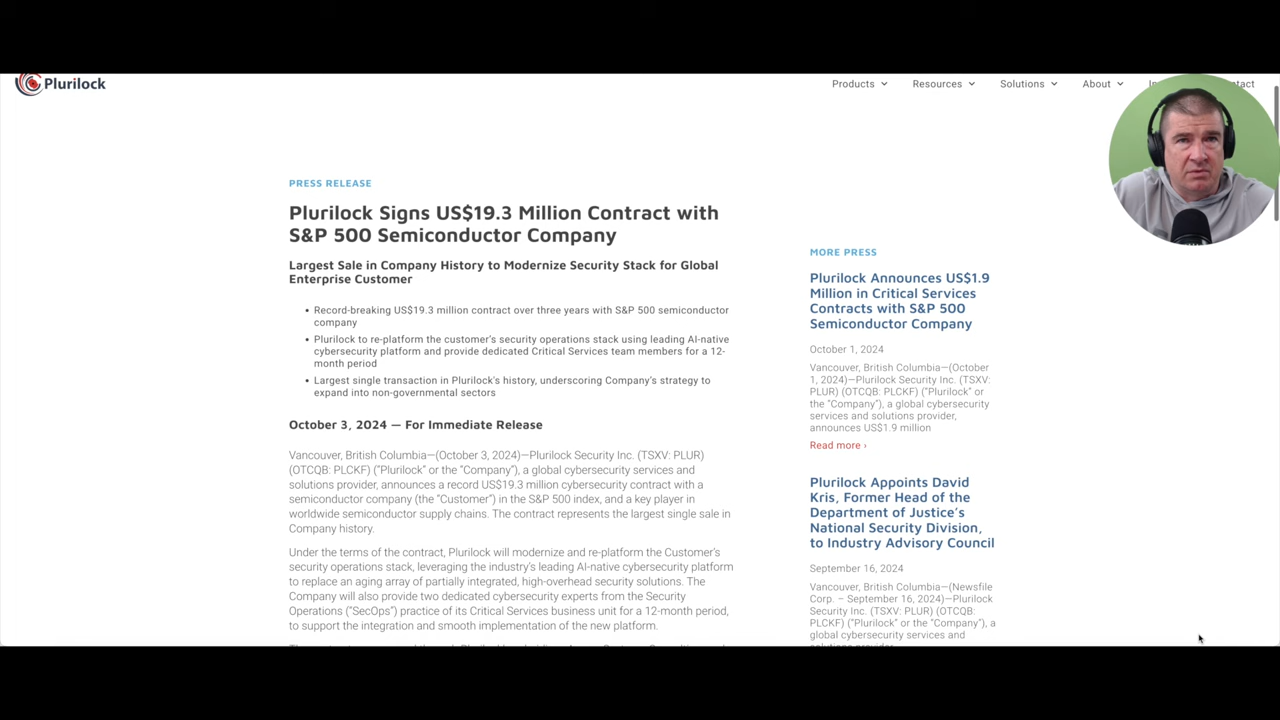 Plurilock
Products
Resources
Solutions
About
PRESS RELEASE
Plurilock Signs US$19.3 Million Contract with
S&P 500 Semiconductor Company
Largest Sale in Company History to Modernize Security Stack for Global
Enterprise Customer
• Record-breaking US$19.3 million contract over three years with S&P 500 semiconductor
company
• Plurilock to re-platform the customer's security operations stack using leading AI-native
cybersecurity platform and provide dedicated Critical Services team members for a 12-
month period
• Largest single transaction in Plurilock's history, underscoring Company's strategy to
expand into non-governmental sectors
October 3, 2024 — For Immediate Release
Vancouver, British Columbia—(October 3, 2024)—Plurilock Security Inc. (TSXV: PLUR)
(OTCQB: PLCKF) ("Plurilock" or the "Company"), a global cybersecurity services and
solutions provider, announces a record US$19.3 million cybersecurity contract with a
semiconductor company (the "Customer") in the S&P 500 index, and a key player in
worldwide semiconductor supply chains. The contract represents the largest single sale in
Company history.
Under the terms of the contract, Plurilock will modernize and re-platform the Customer's
security operations stack, leveraging the industry's leading AI-native cybersecurity platform
to replace an aging array of partially integrated, high-overhead security solutions. The
Company will also provide two dedicated cybersecurity experts from the Security
Operations ("SecOps") practice of its Critical Services business unit for a 12-month period,
to support the integration and smooth implementation of the new platform.
MORE PRESS
Plurilock Announces US$1.9
Million in Critical Services
Contracts with S&P 500
Semiconductor Company
October 1, 2024
Vancouver, British Columbia—(October
1, 2024)—Plurilock Security Inc. (TSXV:
PLUR) (OTCQB: PLCKF) ("Plurilock" or
the "Company"), a global cybersecurity
services and solutions provider,
announces US$1.9 million
Read more ›
Plurilock Appoints David
Kris, Former Head of the
Department of Justice's
National Security Division,
to Industry Advisory Council
September 16, 2024
Vancouver, British Columbia—(Newsfile
Corp. – September 16, 2024)—Plurilock
Security Inc. (TSXV: PLUR) (OTCQB:
PLCKF) ("Plurilock" or the "Company"), a
global cybersecurity services and